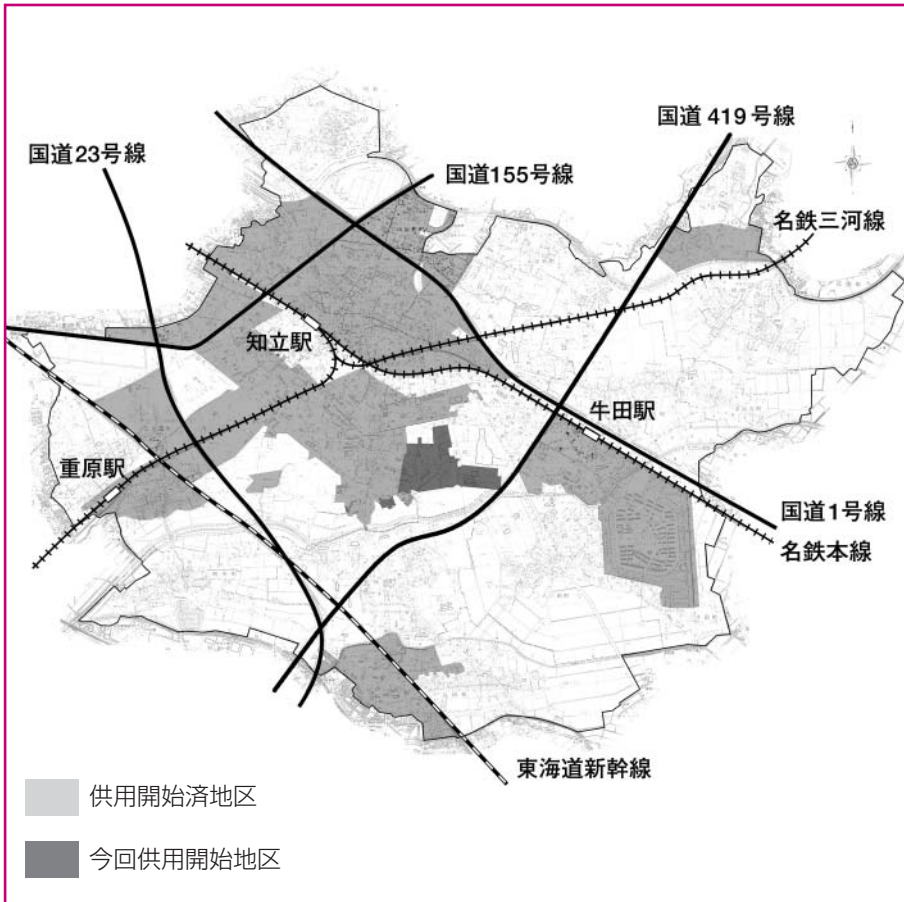 国道419号線
国道23号線
国道155号線
名鉄三河線
知立駅
牛田駅
重原駅
国道1号線
名鉄本線
東海道新幹線
供用開始済地区
今回供用開始地区